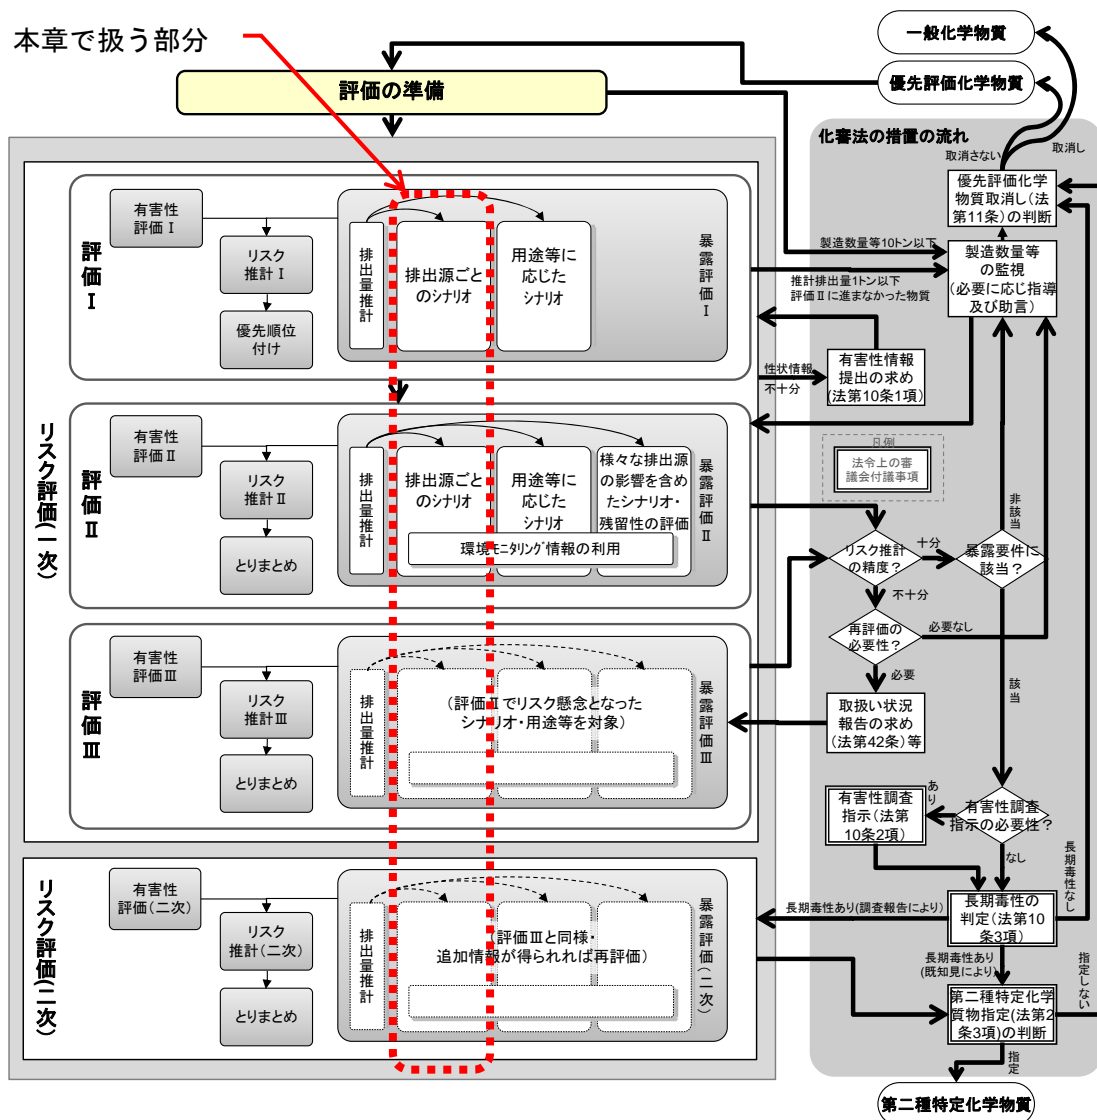 本章で扱う部分
一般化学物質
優先評価化学物質
評価の準備
化審法の措置の流れ
取消さない
取消し
優先評価化学
物質取消し(法
第11条)の判断
製造数量等10トン以下
製造数量等
の監視
(必要に応じ指導
及び助言)
推計排出量1トン以下
評価Ⅱに進まなかった物質
リスク評価(一次)
評価Ⅰ
有害性
評価Ⅰ
リスク
推計Ⅰ
優先順位
付け
排出量推計
排出源ごと
のシナリオ
用途等に
応じた
シナリオ
暴露評価Ⅰ
性状情報
不十分
有害性情報
提出の求め
(法第10条1項)
凡例
法令上の審
議会付議事項
評価Ⅱ
有害性
評価Ⅱ
リスク
推計Ⅱ
とりまとめ
排出量推計
排出源ごと
のシナリオ
用途等に
応じた
シナリオ
様々な排出源
の影響を含め
たシナリオ・
残留性の評価
環境モニタリング情報の利用
暴露評価Ⅱ
リスク推計
の精度?
十分
暴露要件に
該当?
非該当
不十分
再評価の
必要性?
必要なし
必要
該当
取扱い状況
報告の求め
(法第42条)等
評価Ⅲ
有害性
評価Ⅲ
リスク
推計Ⅲ
とりまとめ
排出量推計
(評価Ⅱでリスク懸念となった
シナリオ・用途等を対象)
暴露評価Ⅲ
有害性調査
指示(法第
10条2項)
あり
有害性調査
指示の必要性?
なし
長期毒性なし
リスク評価(二次)
有害性
評価(二次)
リスク
推計(二次)
とりまとめ
排出量推計
(評価Ⅲと同様・
追加情報が得られれば再評価)
暴露評価(二次)
長期毒性あり(調査報告により)
長期毒性の
判定(法第10
条3項)
長期毒性あり
(既知見により)
指定しない
第二種特定化学
質物指定(法第2
条3項)の判断
指定
第二種特定化学物質